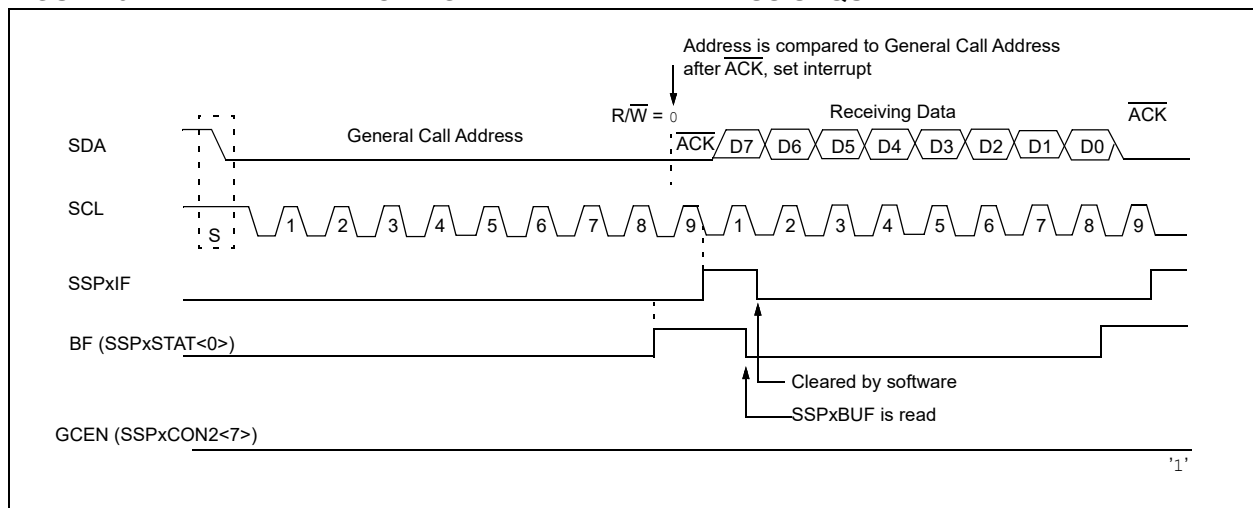 Address is compared to General Call Address
after ACK, set interrupt
R/W = 0
Receiving Data
ACK
General Call Address
SDA
ACK D7 D6 D5 D4 D3 D2 D1 D0
SCL
S
1 2 3 4 5 6 7 8 9 1 2 3 4 5 6 7 8 9
SSPxIF
BF (SSPxSTAT<0>)
Cleared by software
SSPxBUF is read
GCEN (SSPxCON2<7>)
'1'